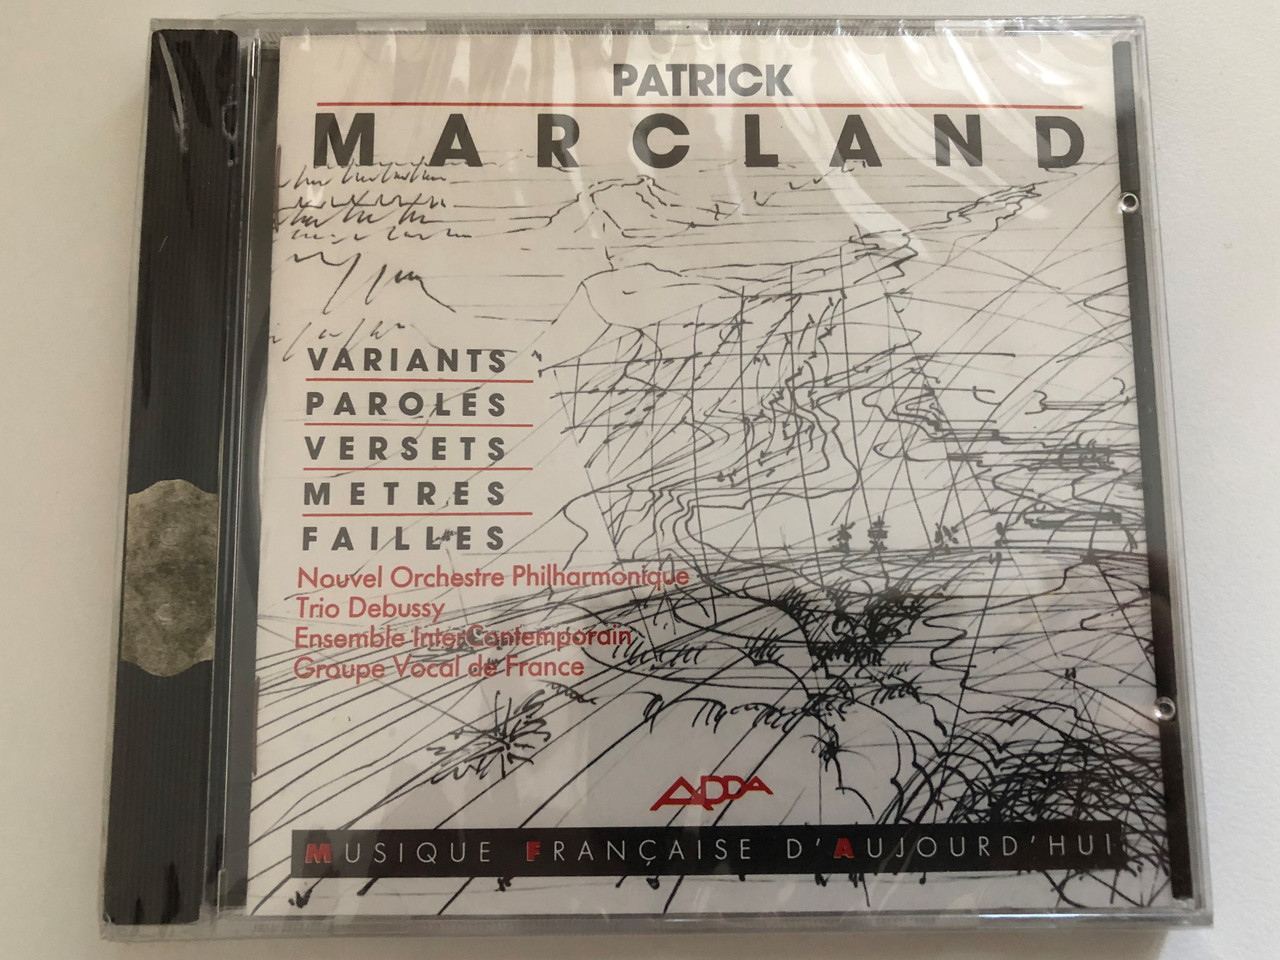 PATRICK
MARCLAND
VARIANTS
PAROLES
VERSETS
METRES
FAILLES
Nouvel Orchestre Philharmonique
Trio Debussy
Ensemble InterContemporain
Groupe Vocal de France
ADDA
MUSIQUE FRANÇAISE D'AUJOURD'HUI